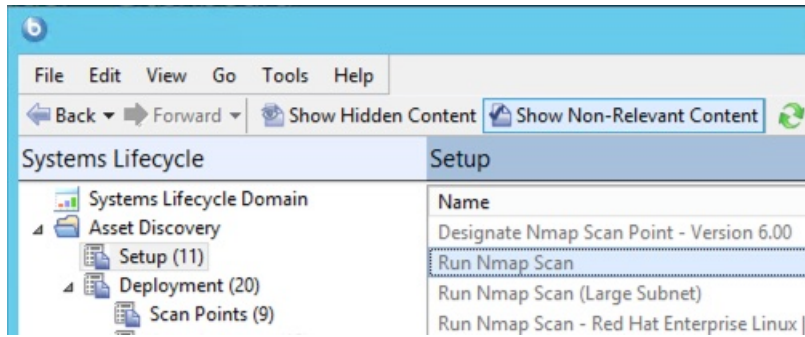 File Edit View Go Tools Help
Back Forward Show Hidden Content Show Non-Relevant Content
Systems Lifecycle
Setup
Systems Lifecycle Domain
Asset Discovery
Setup (11)
Deployment (20)
Scan Points (9)
Name
Designate Nmap Scan Point - Version 6.00
Run Nmap Scan
Run Nmap Scan (Large Subnet)
Run Nmap Scan - Red Hat Enterprise Linux